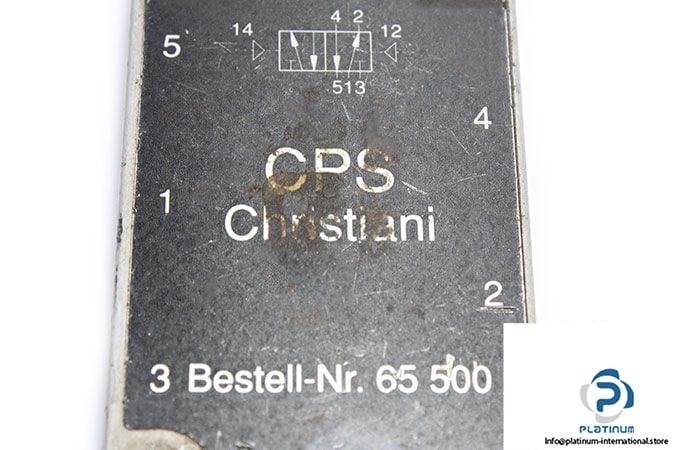 4 2
14 12
5
513
4
CPS
1
Christiani
2
3 Bestell-Nr. 65 500
PLATINUM
Info@platinum-international.store